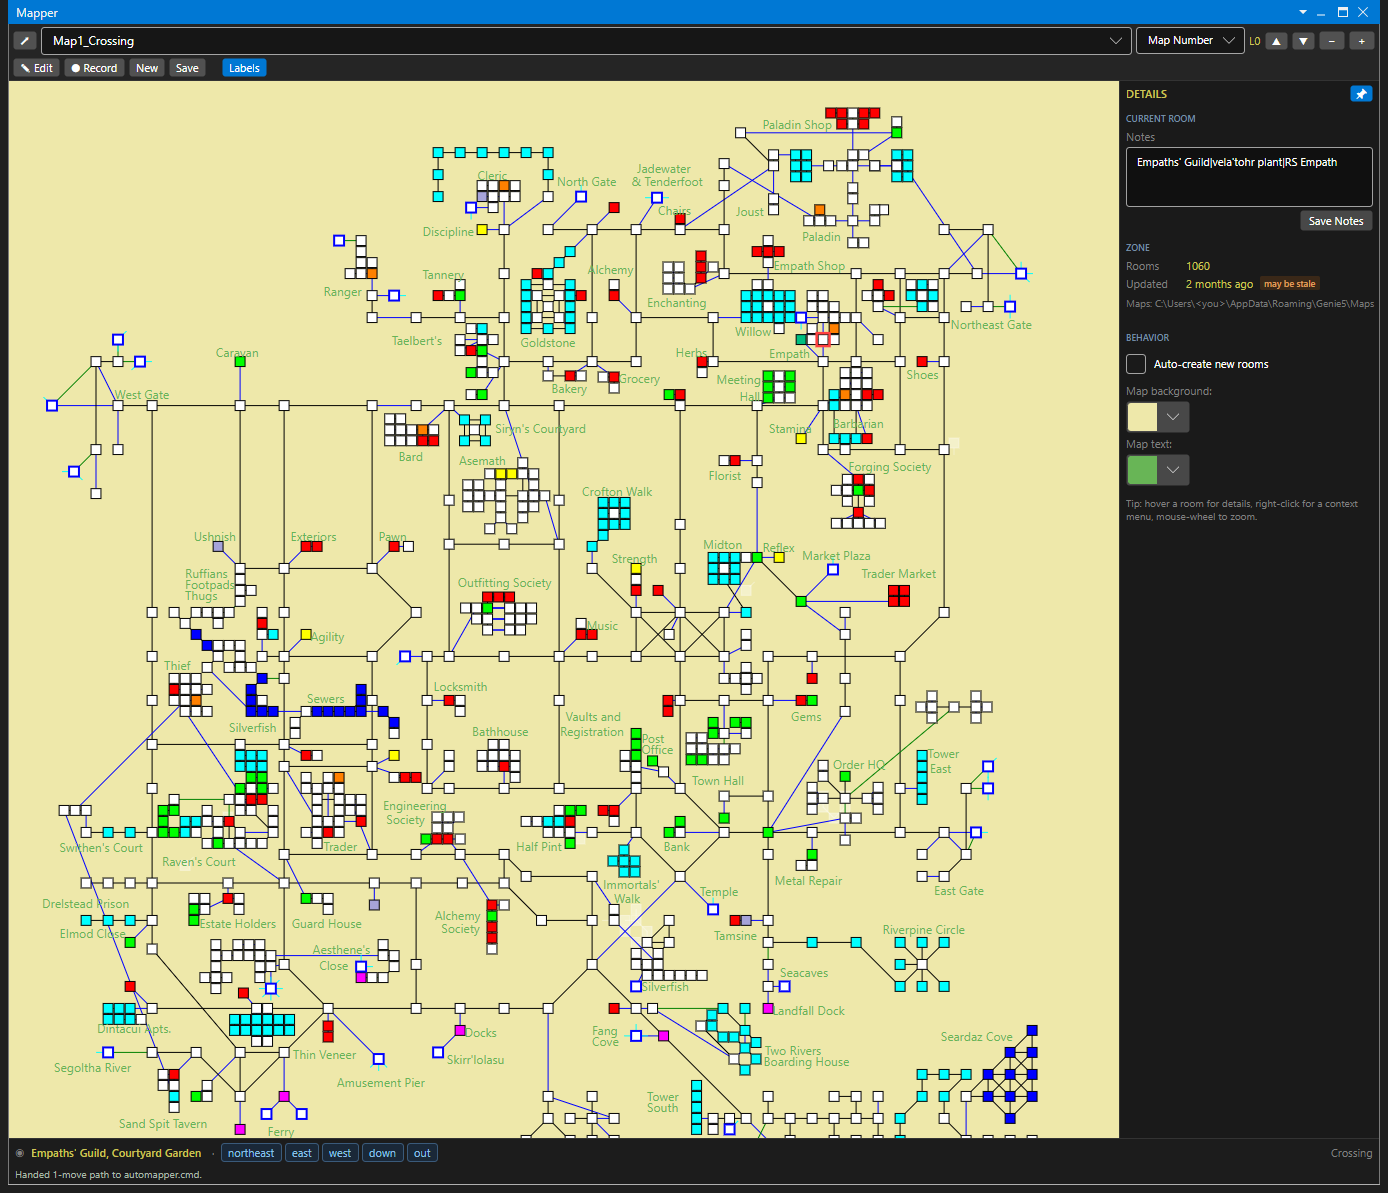 Mapper
Map1_Crossing
Map Number
L0
Edit
Record
New
Save
Labels
DETAILS
CURRENT ROOM
Notes
Empaths' Guild|vela'tohr plant|RS Empath
Save Notes
ZONE
Rooms 1060
Updated 2 months ago may be stale
Maps: C:\Users\<you>\AppData\Roaming\Genie5\Maps
BEHAVIOR
Auto-create new rooms
Map background:
Map text:
Tip: hover a room for details, right-click for a context
menu, mouse-wheel to zoom.
Paladin Shop
Cleric
North Gate
Jadewater
& Tenderfoot
Chairs
Joust
Paladin
Discipline
Ranger
Tannery
Alchemy
Enchanting
Empath Shop
Northeast Gate
Taelbert's
Goldstone
Willow
Empath
Caravan
West Gate
Bakery
Grocery
Herbs
Meeting
Hall
Shoes
Bard
Siryn's Courtyard
Stamina
Barbarian
Asemath
Florist
Forging Society
Crofton Walk
Ushnish
Exteriors
Pawn
Strength
Midton
Reflex
Market Plaza
Trader Market
Ruffians
Footpads
Thugs
Outfitting Society
Agility
Music
Thief
Sewers
Locksmith
Silverfish
Bathhouse
Vaults and
Registration
Post
Office
Gems
Town Hall
Order HQ
Tower
East
Engineering
Society
Swithen's Court
Raven's Court
Trader
Half Pint
Bank
Metal Repair
East Gate
Immortals'
Walk
Temple
Drelstead Prison
Elmod Close
Estate Holders
Guard House
Alchemy
Society
Tamsine
Riverpine Circle
Aesthene's
Close
Silverfish
Seacaves
Landfall Dock
Dintacui Apts.
Thin Veneer
Docks
Skirr'lolasu
Fang
Cove
Two Rivers
Boarding House
Seardaz Cove
Segoltha River
Amusement Pier
Sand Spit Tavern
Ferry
Tower
South
Empaths' Guild, Courtyard Garden · northeast east west down out
Crossing
Handed 1-move path to automapper.cmd.